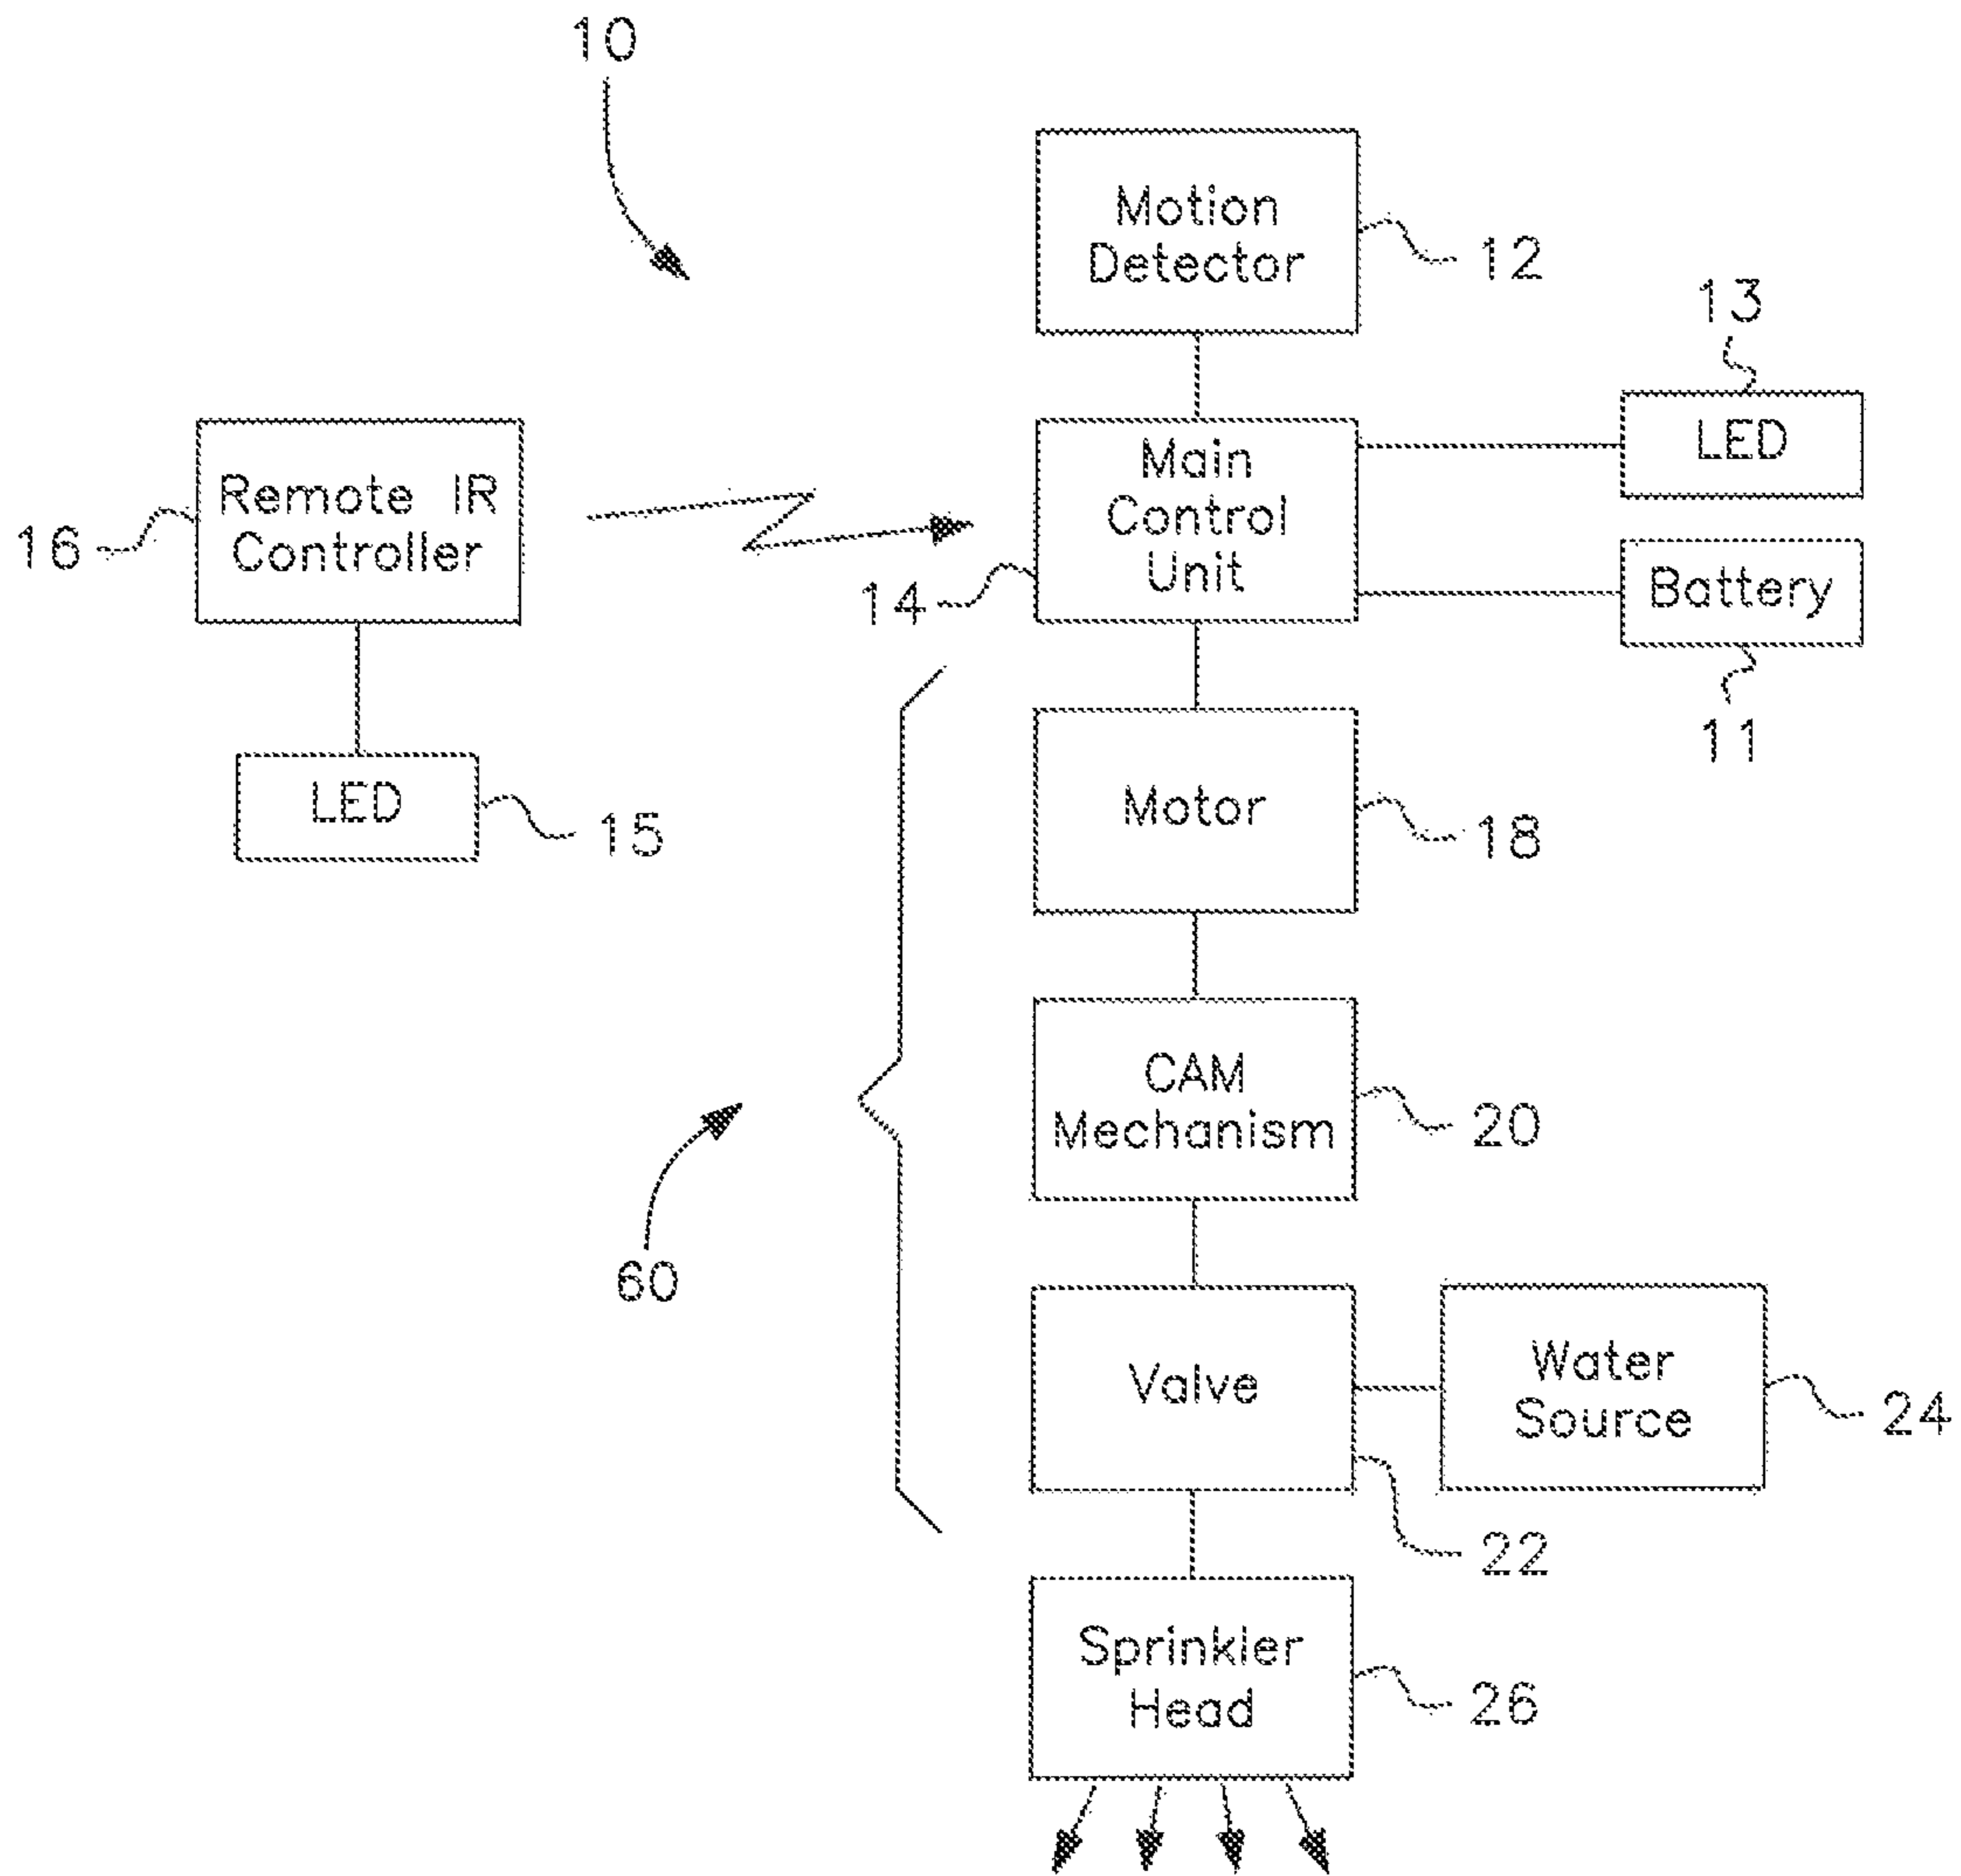 10
Motion
Detector
12
13
LED
Remote IR
Controller
16
Main
Control
Unit
14
Battery
11
LED
15
Motor
18
CAM
Mechanism
20
60
Valve
22
Water
Source
24
Sprinkler
Head
26